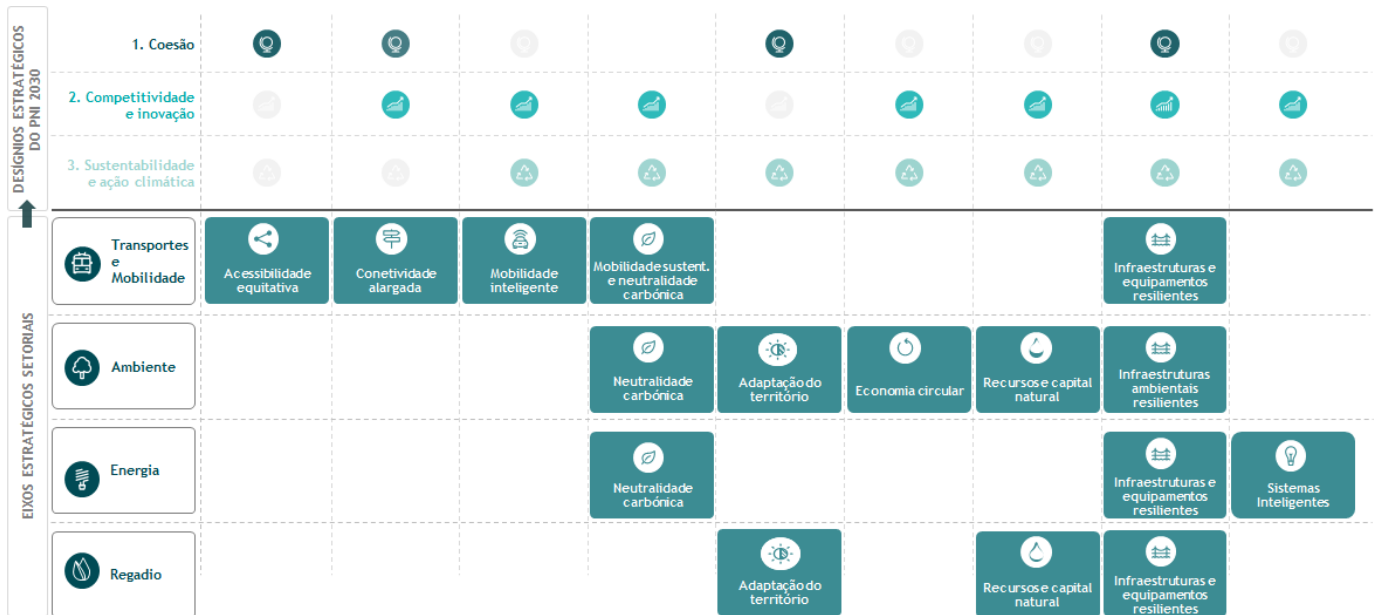 DESÍGNIOS ESTRATÉGICOS
DO PNI 2030
1. Coesão
2. Competitividade
e inovação
3. Sustentabilidade
e ação climática
EIXOS ESTRATÉGICOS SETORIAIS
Transportes
e
Mobilidade
Acessibilidade
equitativa
Conetividade
alargada
Mobilidade
inteligente
Mobilidade sustent.
e neutralidade
carbónica
Infraestruturas e
equipamentos
resilientes
Ambiente
Neutralidade
carbónica
Adaptação do
território
Economia circular
Recursos e capital
natural
Infraestruturas
ambientais
resilientes
Energia
Neutralidade
carbónica
Infraestruturas e
equipamentos
resilientes
Sistemas
Inteligentes
Regadio
Adaptação do
território
Recursos e capital
natural
Infraestruturas e
equipamentos
resilientes